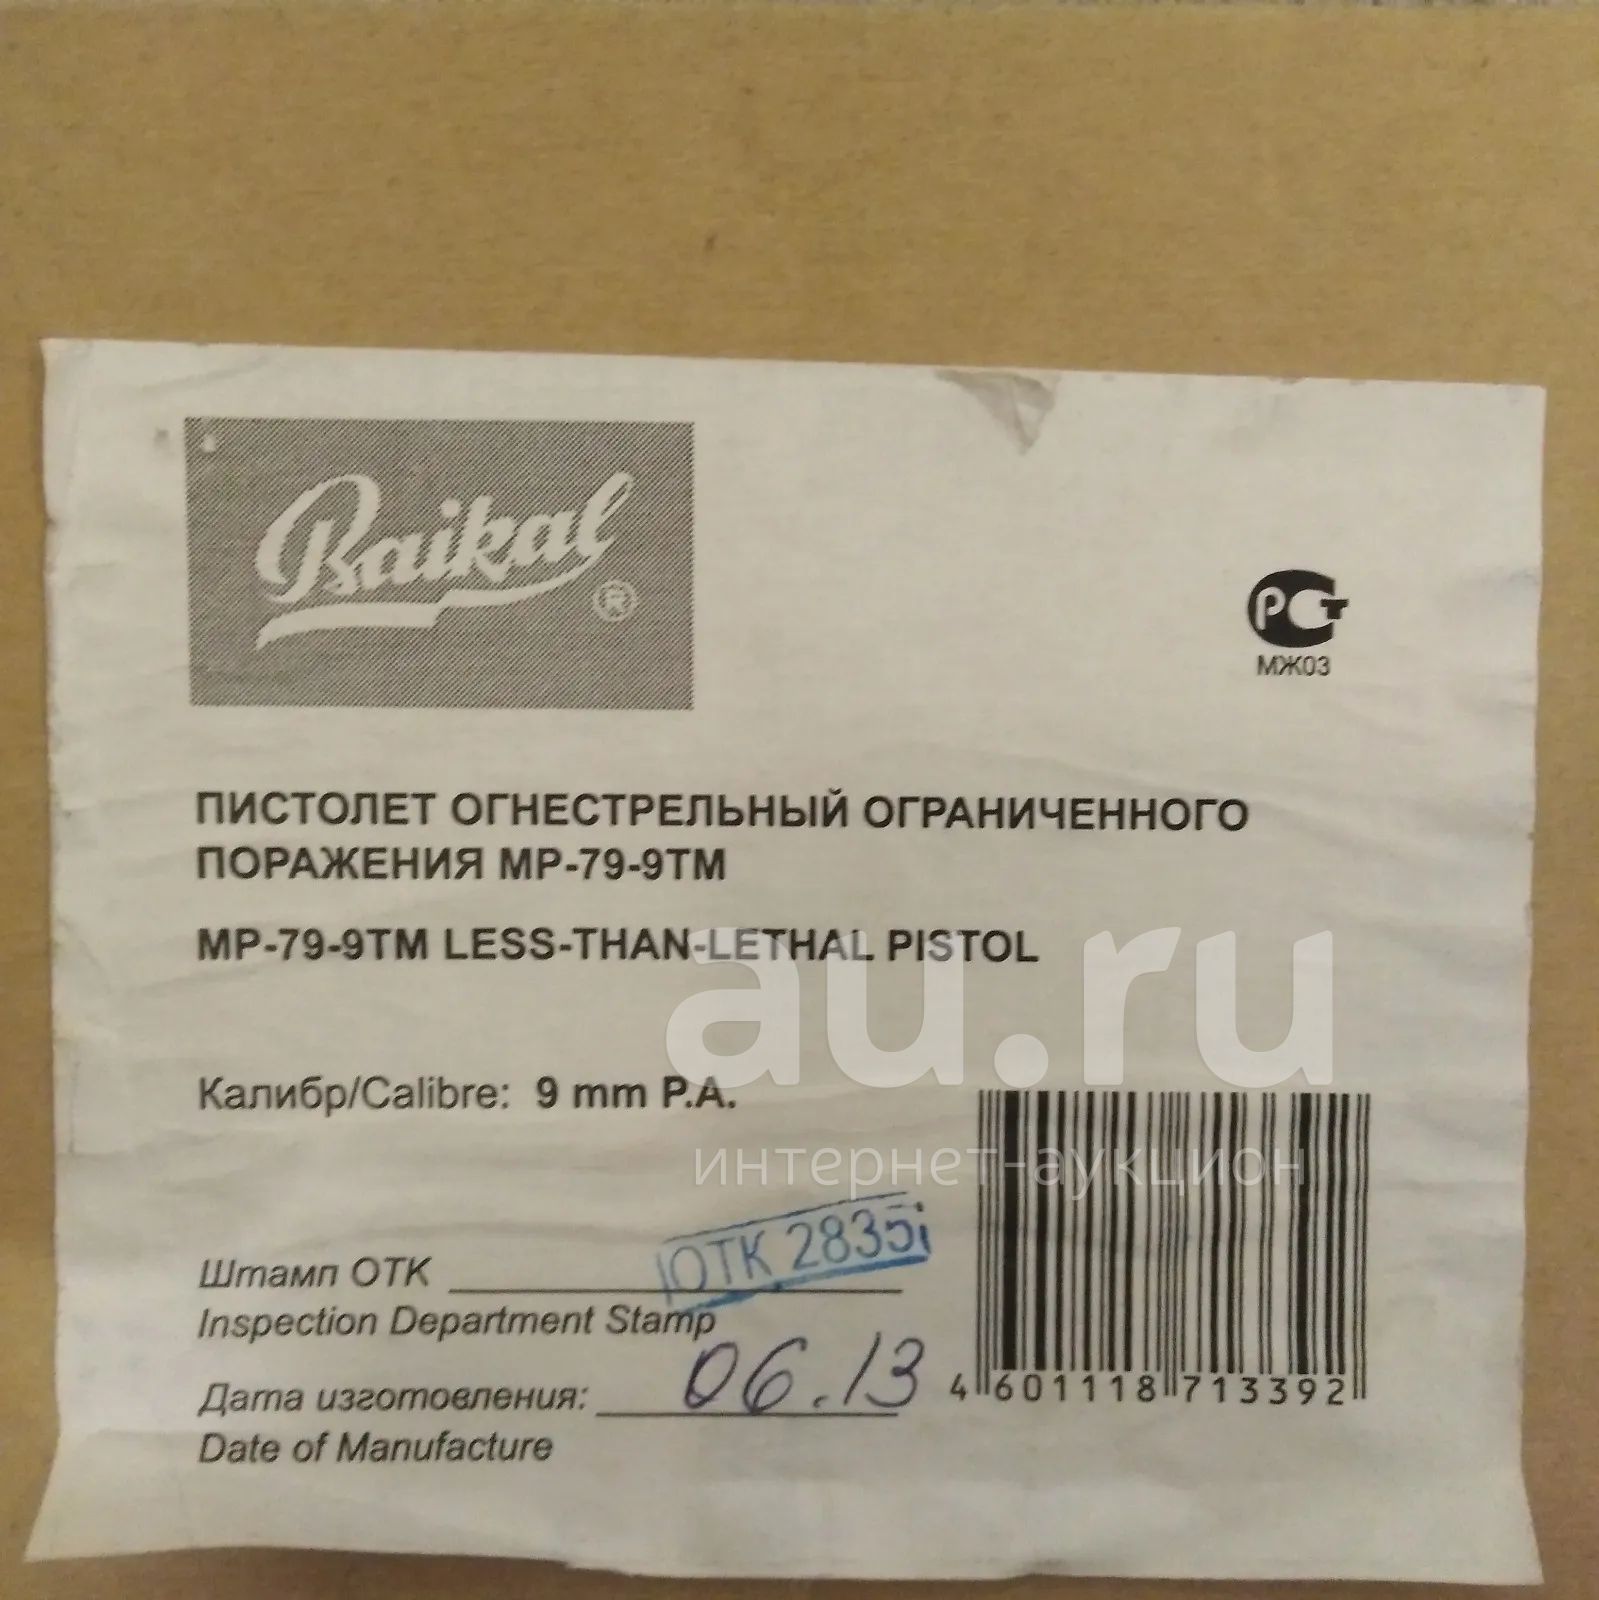 Baikal ®
РСТ
МЖ03
ПИСТОЛЕТ ОГНЕСТРЕЛЬНЫЙ ОГРАНИЧЕННОГО
ПОРАЖЕНИЯ МР-79-9ТМ
MP-79-9TM LESS-THAN-LETHAL PISTOL
au.ru
интернет-аукцион
Калибр/Calibre: 9 mm P.A.
Штамп ОТК ОТК 2835
Inspection Department Stamp
Дата изготовления: 06.13
Date of Manufacture
4 601118 713392